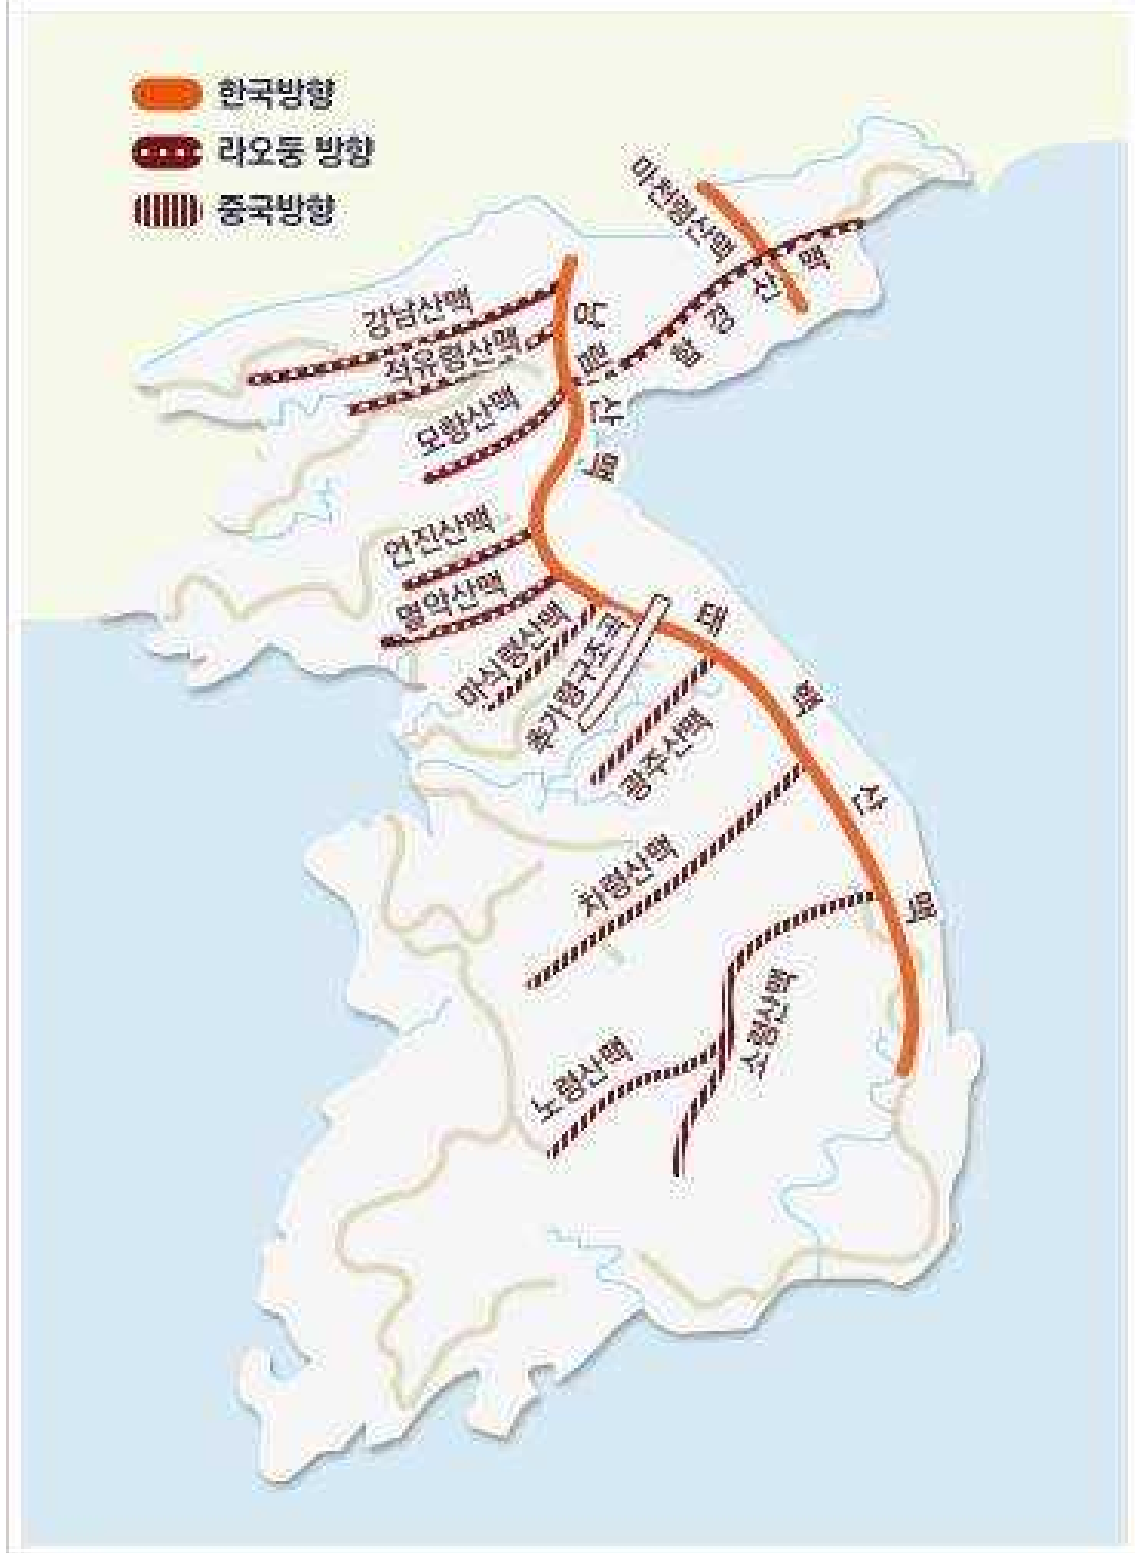 한국방향
라오둥 방향
중국방향
마천령산맥
함경산맥
강남산맥
적유령산맥
낭림산맥
묘향산맥
언진산맥
멸악산맥
마식령산맥
추가령구조곡
태백산맥
광주산맥
차령산맥
소령산맥
노령산맥